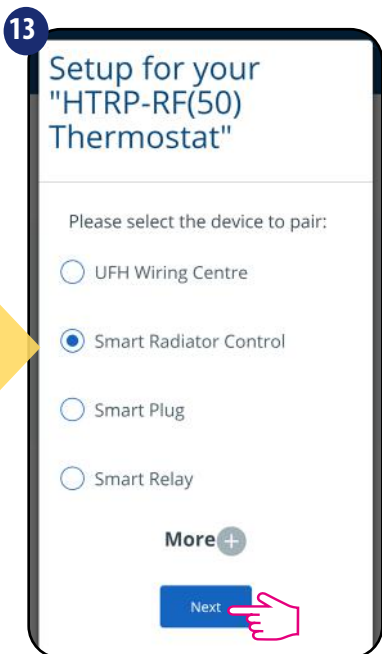 13
Setup for your
"HTRP-RF(50)
Thermostat"
Please select the device to pair:
UFH Wiring Centre
Smart Radiator Control
Smart Plug
Smart Relay
More +
Next